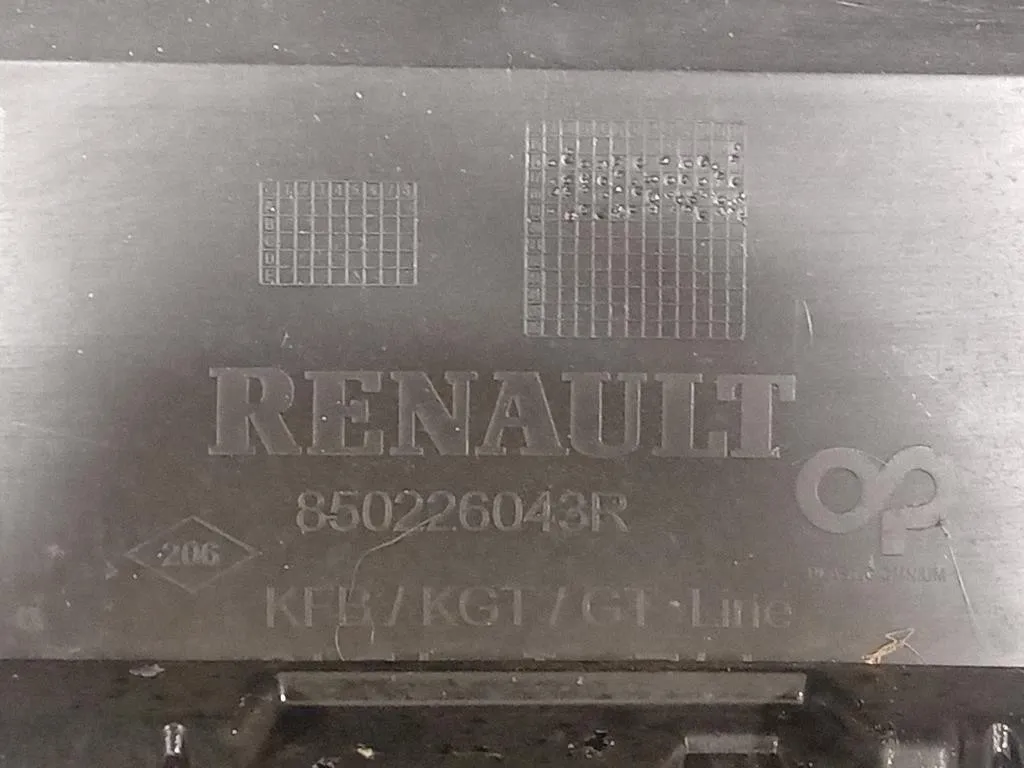 RENAULT
850226043R
206
KFB / KGT / GT-Line